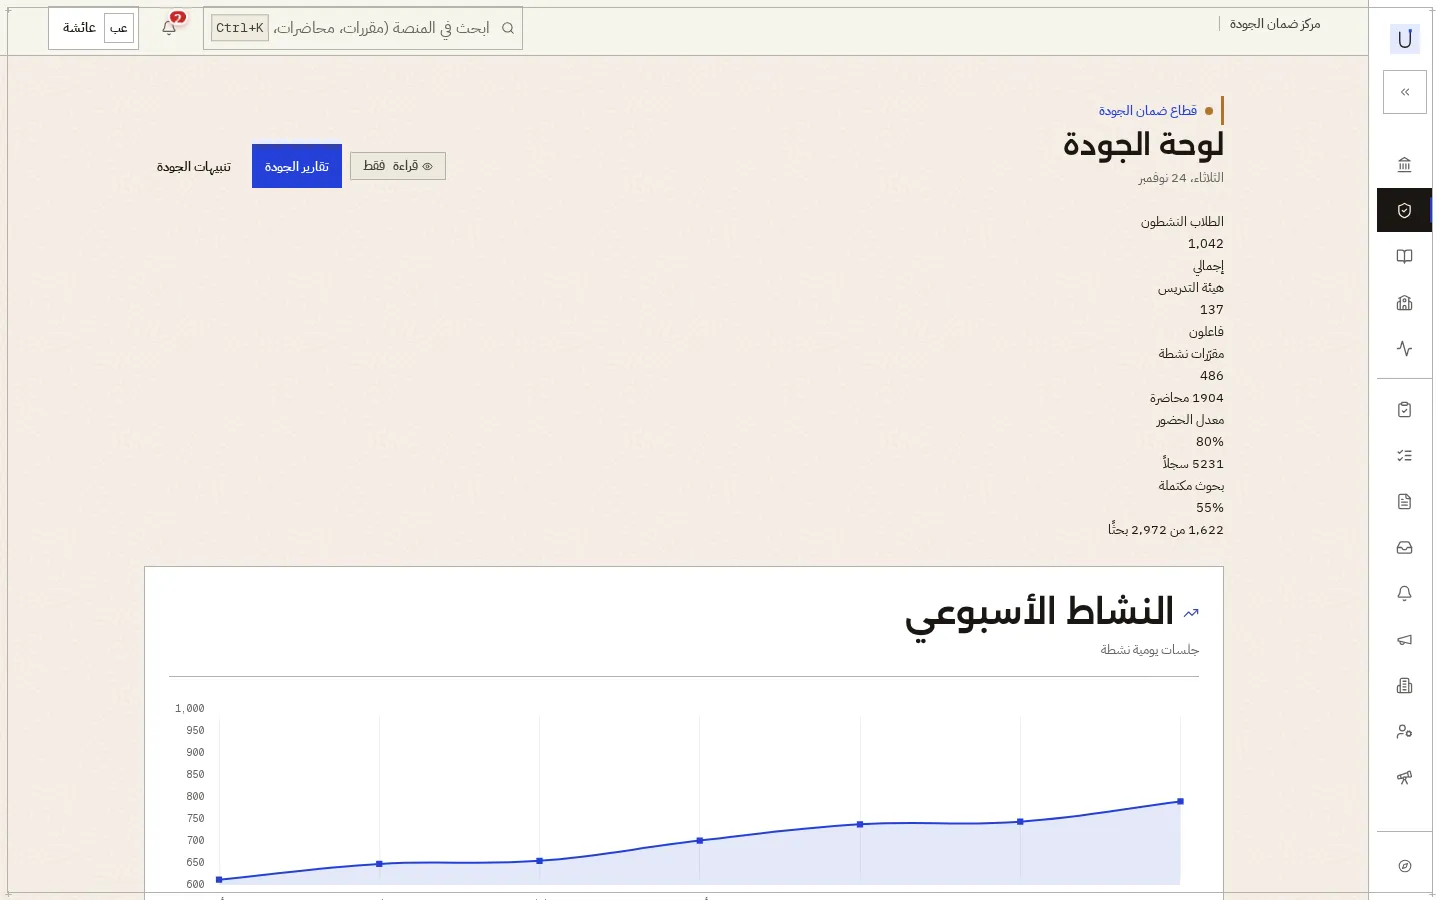 مركز ضمان الجودة
ابحث في المنصة (مقررات، محاضرات،
Ctrl+K
2
عب
عائشة
قطاع ضمان الجودة
لوحة الجودة
الثلاثاء، 24 نوفمبر
قراءة فقط
تقارير الجودة
تنبيهات الجودة
الطلاب النشطون
1,042
إجمالي
هيئة التدريس
137
فاعلون
مقرّرات نشطة
486
1904 محاضرة
معدل الحضور
80%
5231 سجلاً
بحوث مكتملة
55%
1,622 من 2,972 بحثًا
النشاط الأسبوعي
جلسات يومية نشطة
1,000
950
900
850
800
750
700
650
600